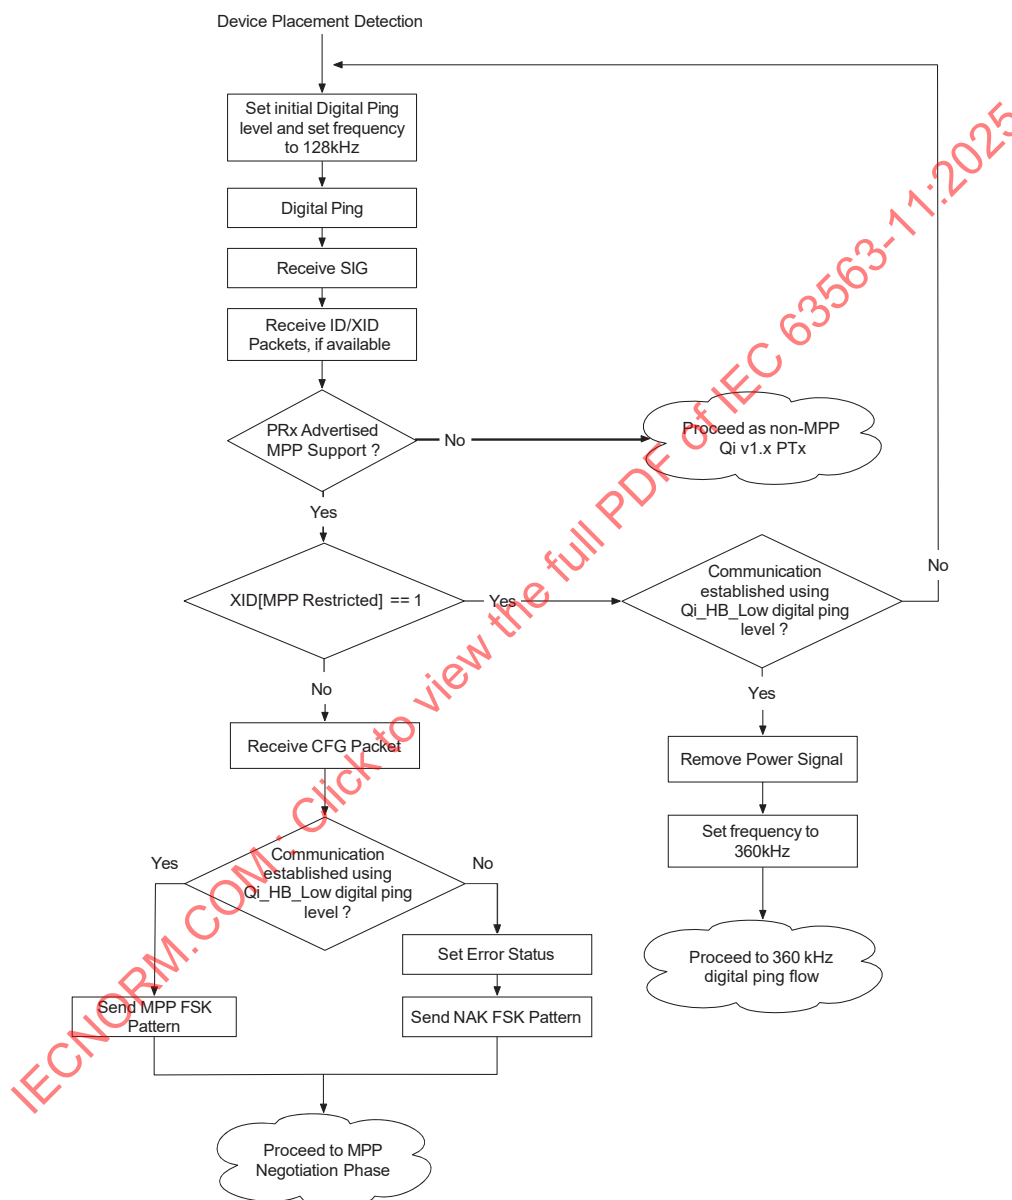 Device Placement Detection
Set initial Digital Ping
level and set frequency
to 128kHz
Digital Ping
Receive SIG
Receive ID/XID
Packets, if available
PRx Advertised
MPP Support ?
No
Proceed as non-MPP
Qi v1.x PTx
Yes
XID[MPP Restricted] == 1
Yes
Communication
established using
Qi_HB_Low digital ping
level ?
No
No
Yes
Receive CFG Packet
Remove Power Signal
Set frequency to
360kHz
Yes
Communication
established using
Qi_HB_Low digital ping
level ?
No
Set Error Status
Proceed to 360 kHz
digital ping flow
Send MPP FSK
Pattern
Send NAK FSK Pattern
Proceed to MPP
Negotiation Phase
IECNORM.COM : Click to view the full PDF of IEC 63563-11:2025